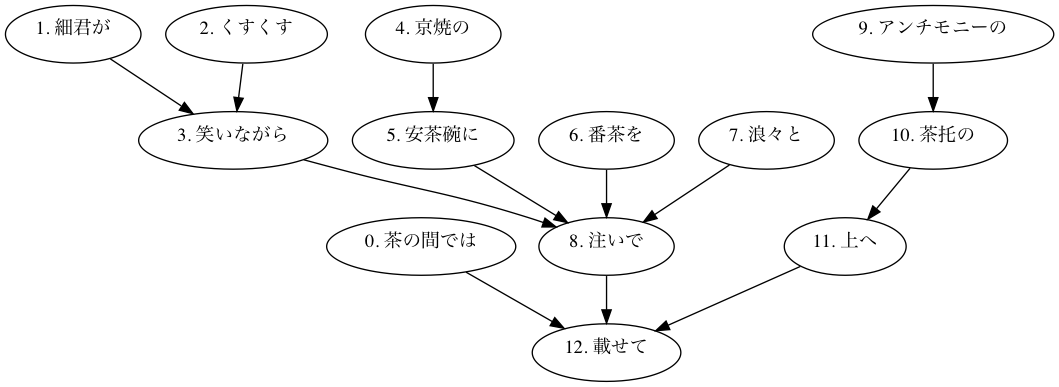 1. 細君が
2. くすくす
4. 京焼の
9. アンチモニーの
3. 笑いながら
5. 安茶碗に
6. 番茶を
7. 浪々と
10. 茶托の
0. 茶の間では
8. 注いで
11. 上へ
12. 載せて